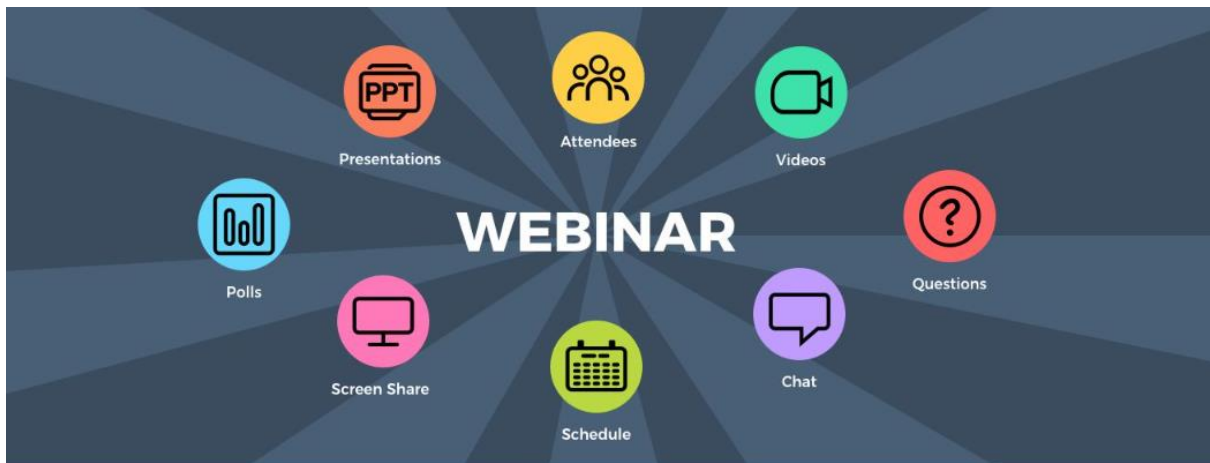 PPT
Attendees
Presentations
Videos
WEBINAR
Polls
Questions
Screen Share
Chat
Schedule